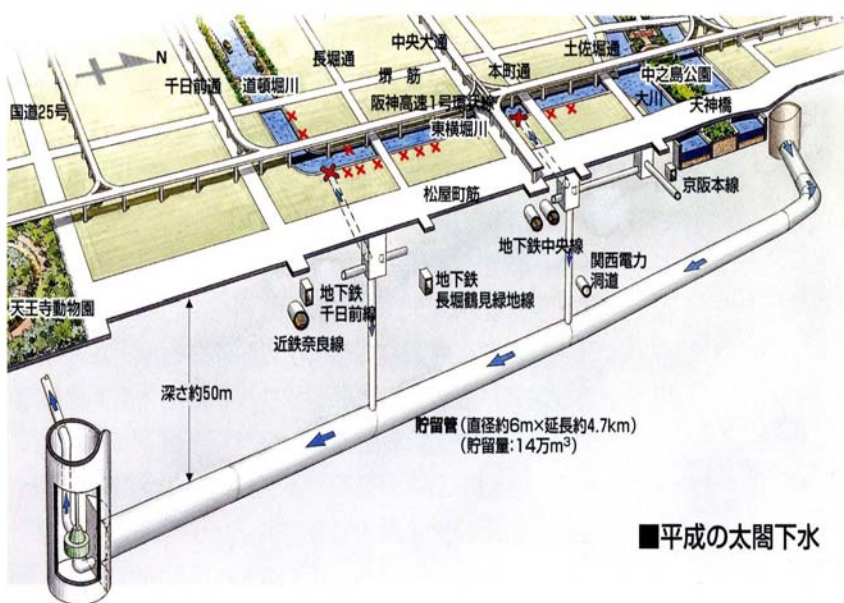 N
国道25号
千日前通
道頓堀川
長堀通
堺筋
中央大通
阪神高速1号環状線
本町通
東横堀川
土佐堀通
中之島公園
大川
天神橋
松屋町筋
京阪本線
地下鉄中央線
関西電力
洞道
地下鉄
長堀鶴見緑地線
地下鉄
千日前線
近鉄奈良線
天王寺動物園
深さ約50m
貯留管(直径約6m×延長約4.7km)
(貯留量:14万m³)
■平成の太閤下水